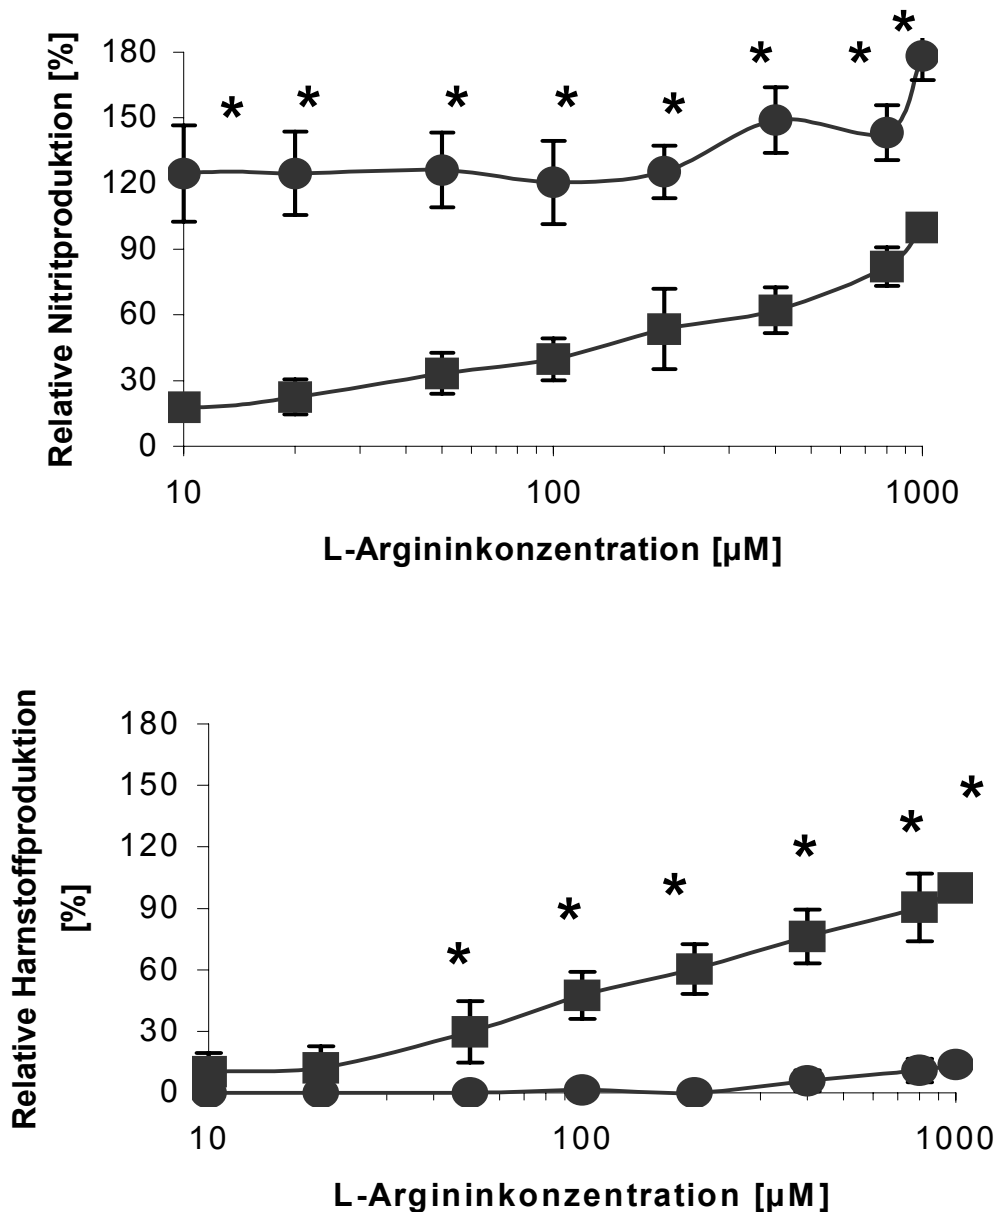 Relative Nitritproduktion [%]
180
150
120
90
60
30
0
* * * * * * * *
10 100 1000
L-Argininkonzentration [µM]
Relative Harnstoffproduktion
[%]
180
150
120
90
60
30
0
* * * * * *
10 100 1000
L-Argininkonzentration [µM]